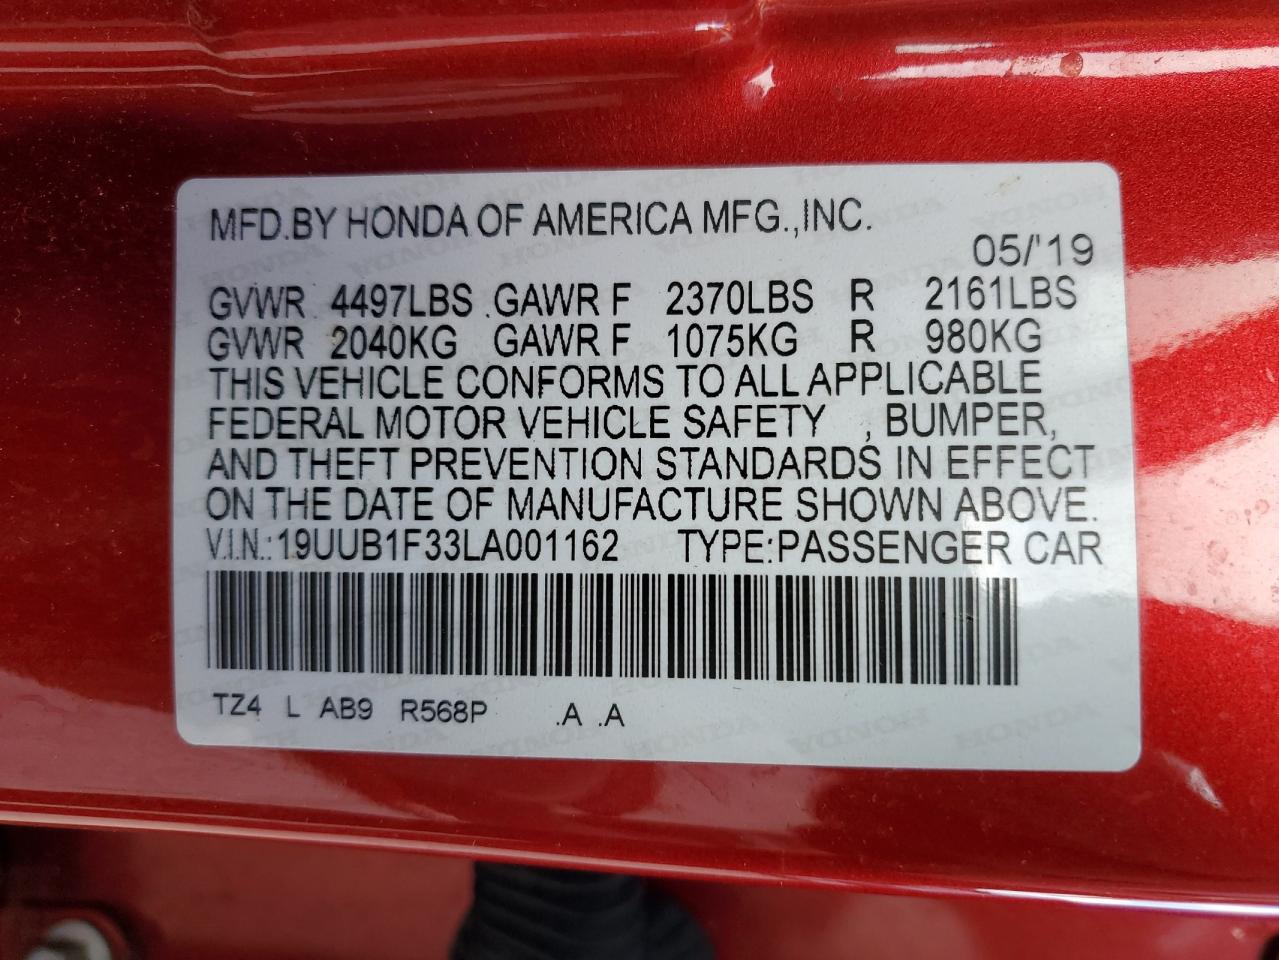 MFD.BY HONDA OF AMERICA MFG.,INC.
05/'19
GVWR 4497LBS GAWR F 2370LBS R 2161LBS
GVWR 2040KG GAWR F 1075KG R 980KG
THIS VEHICLE CONFORMS TO ALL APPLICABLE
FEDERAL MOTOR VEHICLE SAFETY , BUMPER,
AND THEFT PREVENTION STANDARDS IN EFFECT
ON THE DATE OF MANUFACTURE SHOWN ABOVE.
V.I.N.:19UUB1F33LA001162 TYPE:PASSENGER CAR
TZ4 L AB9 R568P .A .A